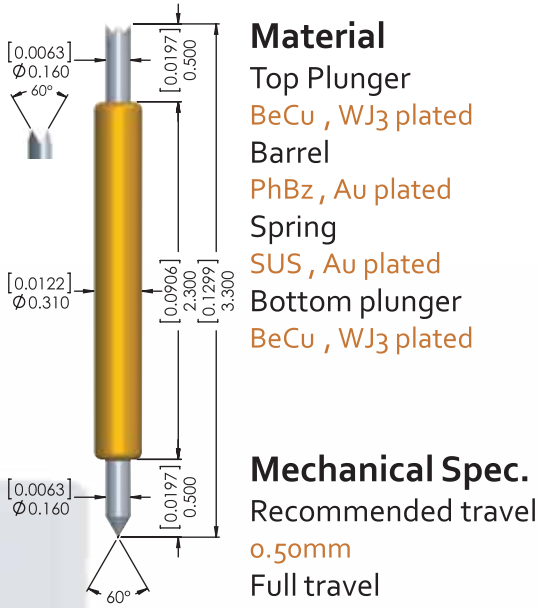 [0.0063]
Ø0.160
60°
[0.0197]
0.500
[0.0122]
Ø0.310
[0.0906]
2.300
[0.1299]
3.300
[0.0063]
Ø0.160
[0.0197]
0.500
60°
Material
Top Plunger
BeCu , WJ3 plated
Barrel
PhBz , Au plated
Spring
SUS , Au plated
Bottom plunger
BeCu , WJ3 plated
Mechanical Spec.
Recommended travel
0.50mm
Full travel